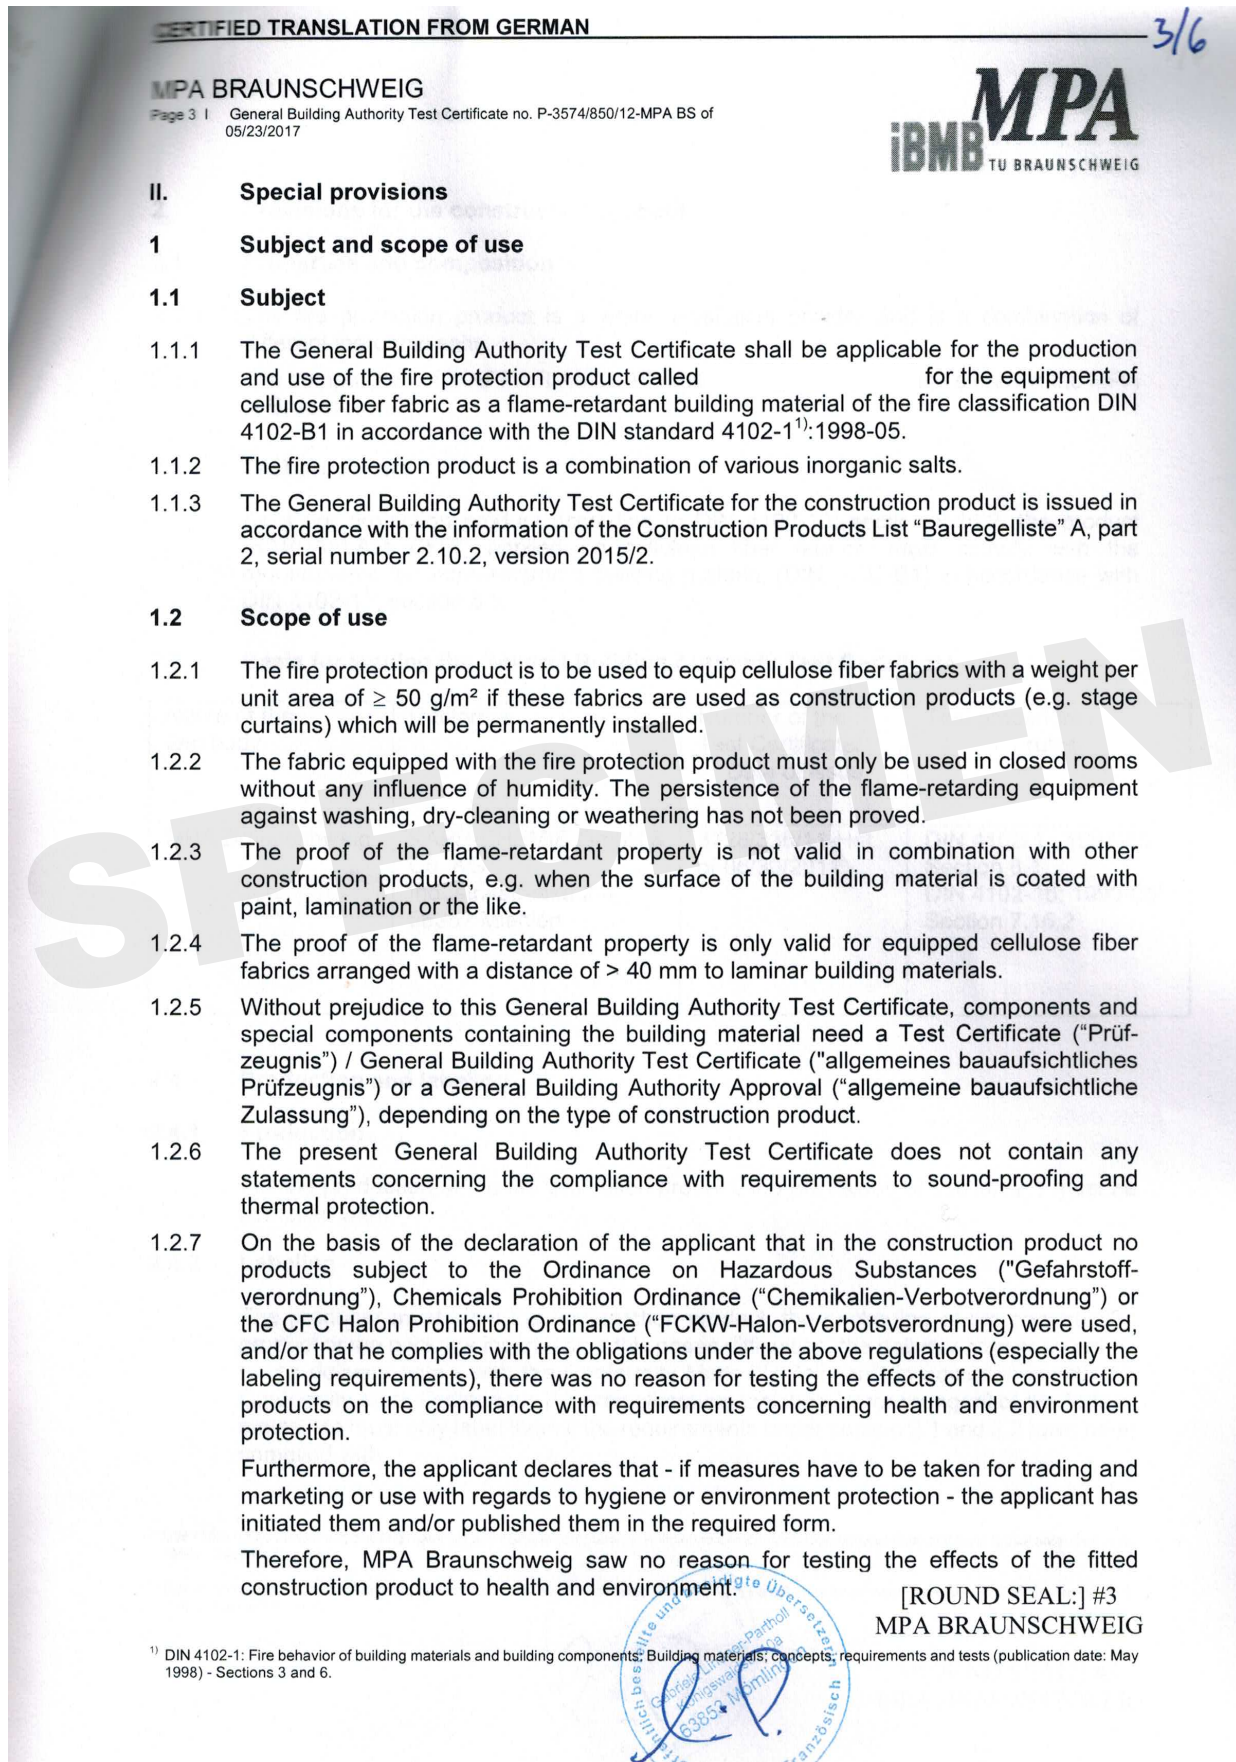 CERTIFIED TRANSLATION FROM GERMAN
3/6
MPA BRAUNSCHWEIG
Page 3 I General Building Authority Test Certificate no. P-3574/850/12-MPA BS of
05/23/2017
iBMB MPA
TU BRAUNSCHWEIG
II. Special provisions
1 Subject and scope of use
1.1 Subject
1.1.1 The General Building Authority Test Certificate shall be applicable for the production
and use of the fire protection product called for the equipment of
cellulose fiber fabric as a flame-retardant building material of the fire classification DIN
4102-B1 in accordance with the DIN standard 4102-1¹⁾:1998-05.
1.1.2 The fire protection product is a combination of various inorganic salts.
1.1.3 The General Building Authority Test Certificate for the construction product is issued in
accordance with the information of the Construction Products List “Bauregelliste” A, part
2, serial number 2.10.2, version 2015/2.
1.2 Scope of use
1.2.1 The fire protection product is to be used to equip cellulose fiber fabrics with a weight per
unit area of ≥ 50 g/m² if these fabrics are used as construction products (e.g. stage
curtains) which will be permanently installed.
1.2.2 The fabric equipped with the fire protection product must only be used in closed rooms
without any influence of humidity. The persistence of the flame-retarding equipment
against washing, dry-cleaning or weathering has not been proved.
1.2.3 The proof of the flame-retardant property is not valid in combination with other
construction products, e.g. when the surface of the building material is coated with
paint, lamination or the like.
1.2.4 The proof of the flame-retardant property is only valid for equipped cellulose fiber
fabrics arranged with a distance of > 40 mm to laminar building materials.
SPECIMEN
1.2.5 Without prejudice to this General Building Authority Test Certificate, components and
special components containing the building material need a Test Certificate (“Prüf-
zeugnis”) / General Building Authority Test Certificate ("allgemeines bauaufsichtliches
Prüfzeugnis”) or a General Building Authority Approval (“allgemeine bauaufsichtliche
Zulassung”), depending on the type of construction product.
1.2.6 The present General Building Authority Test Certificate does not contain any
statements concerning the compliance with requirements to sound-proofing and
thermal protection.
1.2.7 On the basis of the declaration of the applicant that in the construction product no
products subject to the Ordinance on Hazardous Substances ("Gefahrstoff-
verordnung”), Chemicals Prohibition Ordinance (“Chemikalien-Verbotverordnung”) or
the CFC Halon Prohibition Ordinance (“FCKW-Halon-Verbotsverordnung) were used,
and/or that he complies with the obligations under the above regulations (especially the
labeling requirements), there was no reason for testing the effects of the construction
products on the compliance with requirements concerning health and environment
protection.
Furthermore, the applicant declares that - if measures have to be taken for trading and
marketing or use with regards to hygiene or environment protection - the applicant has
initiated them and/or published them in the required form.
Therefore, MPA Braunschweig saw no reason for testing the effects of the fitted
construction product to health and environment.
[ROUND SEAL:] #3
MPA BRAUNSCHWEIG
¹⁾ DIN 4102-1: Fire behavior of building materials and building components; Building materials; concepts, requirements and tests (publication date: May
1998) - Sections 3 and 6.
bestellte und beeidigte Übersetzerin
Königswaldstr.
63853 Mömlingen